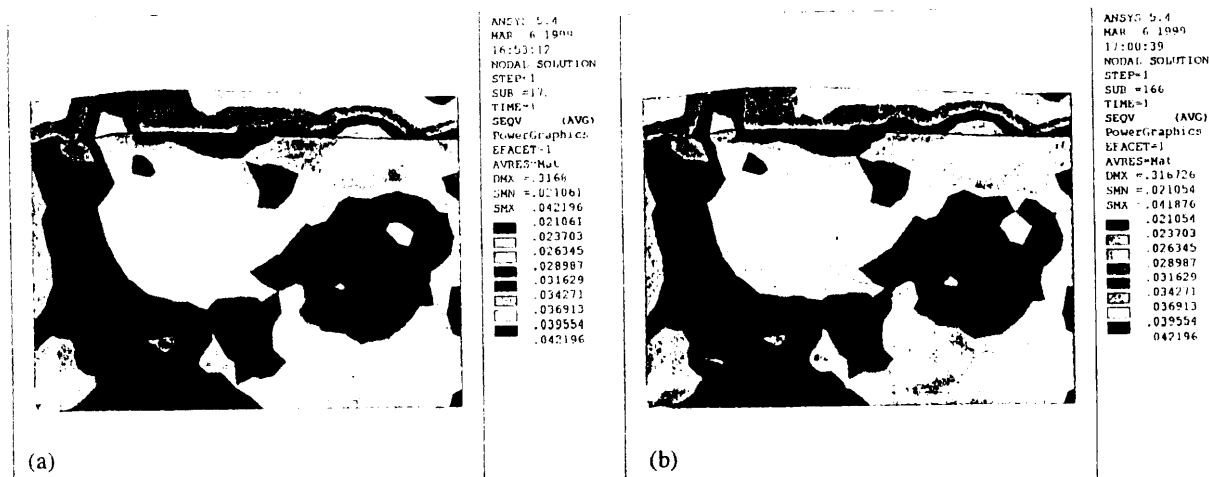 ANSYS 5.4
MAR 6 1999
16:53:12
NODAL SOLUTION
STEP=1
SUB =17
TIME=1
SEQV (AVG)
PowerGraphics
EFACET=1
AVRES=Mat
DMX =.3166
SMN =.021061
SMX .042196
.021061
.023703
.026345
.028987
.031629
.034271
.036913
.039554
.042196
(a)
ANSYS 5.4
MAR 6 1999
17:00:39
NODAL SOLUTION
STEP=1
SUB =166
TIME=1
SEQV (AVG)
PowerGraphics
EFACET=1
AVRES=Mat
DMX =.316726
SMN =.021054
SMX .041876
.021054
.023703
.026345
.028987
.031629
.034271
036913
.039554
042196
(b)